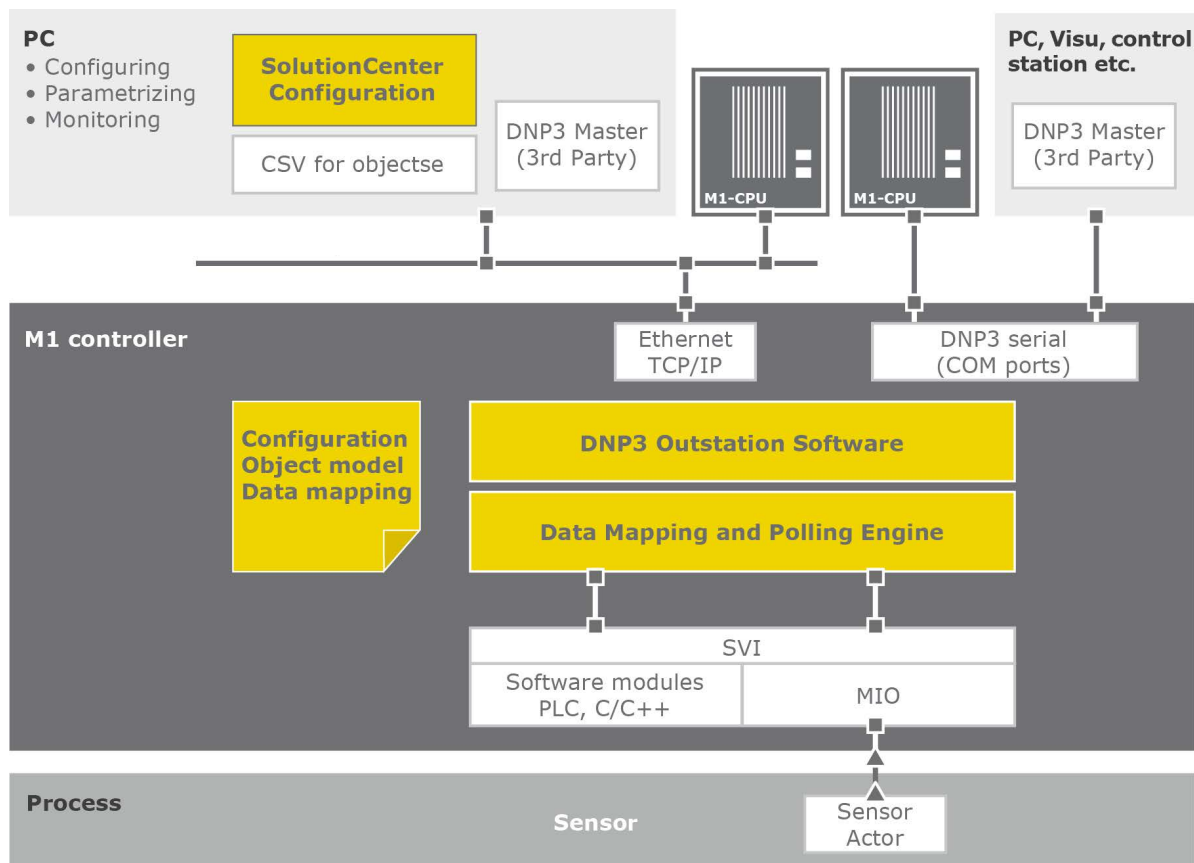 PC
• Configuring
• Parametrizing
• Monitoring
SolutionCenter
Configuration
CSV for objectse
DNP3 Master
(3rd Party)
M1-CPU
M1-CPU
PC, Visu, control
station etc.
DNP3 Master
(3rd Party)
M1 controller
Ethernet
TCP/IP
DNP3 serial
(COM ports)
Configuration
Object model
Data mapping
DNP3 Outstation Software
Data Mapping and Polling Engine
SVI
Software modules
PLC, C/C++
MIO
Process
Sensor
Sensor
Actor